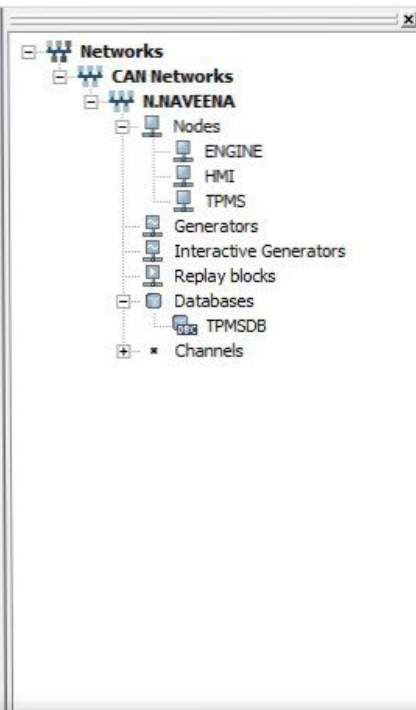 Networks
CAN Networks
N.NAVEENA
Nodes
ENGINE
HMI
TPMS
Generators
Interactive Generators
Replay blocks
Databases
DBC TPMSDB
Channels